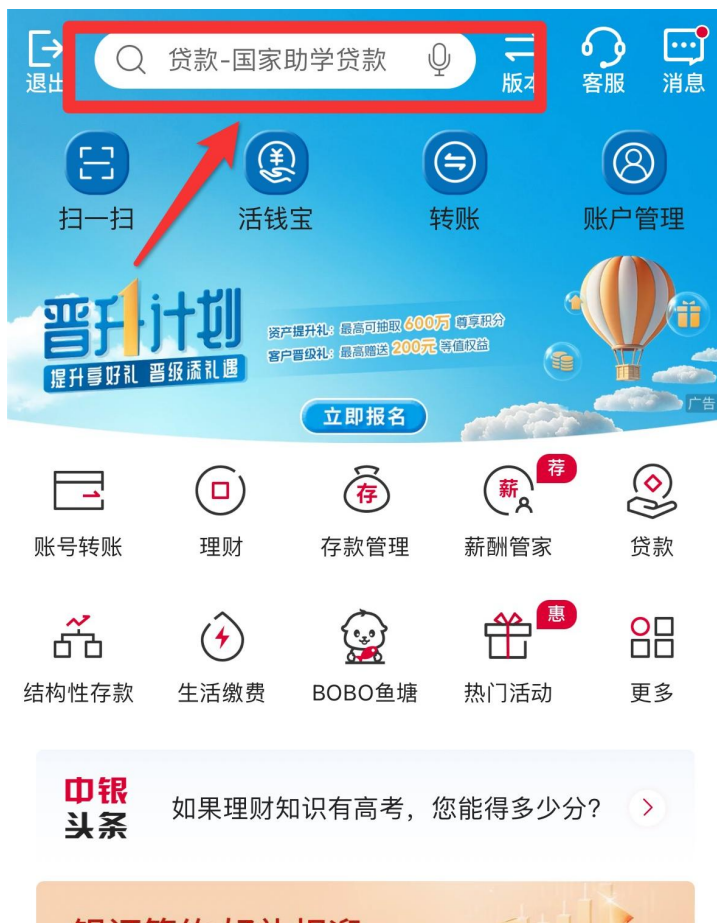 贷款-国家助学贷款
退出
版本
客服
消息
扫一扫
活钱宝
转账
账户管理
晋升1计划
提升享好礼 晋级添礼遇
资产提升礼：最高可抽取600万尊享积分
客户晋级礼：最高赠送200元等值权益
立即报名
广告
存
薪
荐
账号转账
理财
存款管理
薪酬管家
贷款
惠
结构性存款
生活缴费
BOBO鱼塘
热门活动
更多
中银
头条
如果理财知识有高考，您能得多少分？